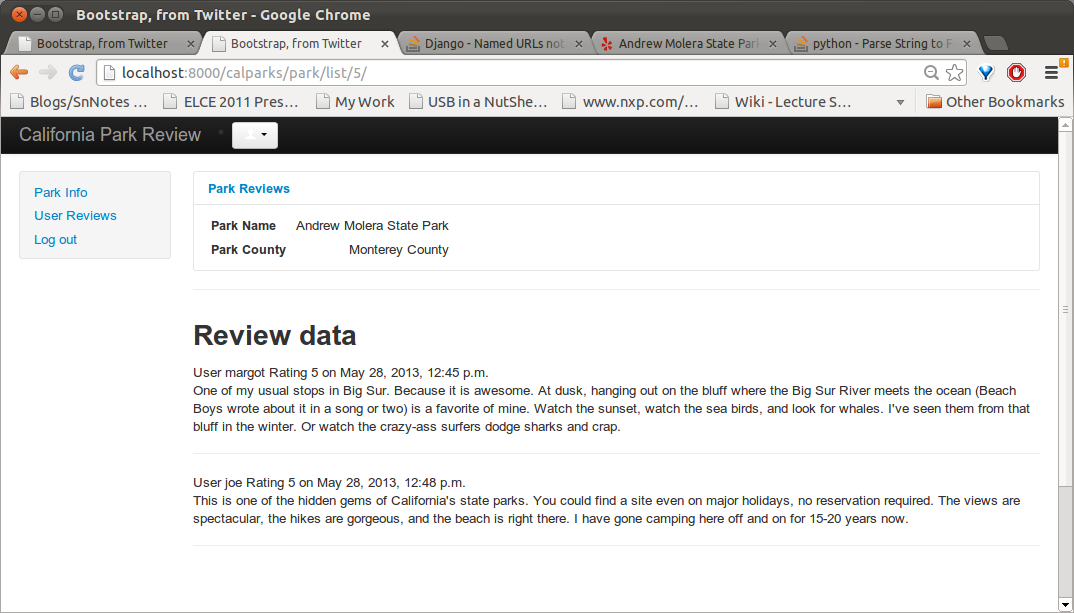 Bootstrap, from Twitter - Google Chrome
Bootstrap, from Twitter
Bootstrap, from Twitter
Django - Named URLs not
Andrew Molera State Par
python - Parse String to F
localhost:8000/calparks/park/list/5/
Blogs/SnNotes ...
ELCE 2011 Pres...
My Work
USB in a NutShe...
www.nxp.com/...
Wiki - Lecture S...
Other Bookmarks
California Park Review
Park Info
User Reviews
Log out
Park Reviews
Park Name Andrew Molera State Park
Park County Monterey County
Review data
User margot Rating 5 on May 28, 2013, 12:45 p.m.
One of my usual stops in Big Sur. Because it is awesome. At dusk, hanging out on the bluff where the Big Sur River meets the ocean (Beach
Boys wrote about it in a song or two) is a favorite of mine. Watch the sunset, watch the sea birds, and look for whales. I've seen them from that
bluff in the winter. Or watch the crazy-ass surfers dodge sharks and crap.
User joe Rating 5 on May 28, 2013, 12:48 p.m.
This is one of the hidden gems of California's state parks. You could find a site even on major holidays, no reservation required. The views are
spectacular, the hikes are gorgeous, and the beach is right there. I have gone camping here off and on for 15-20 years now.